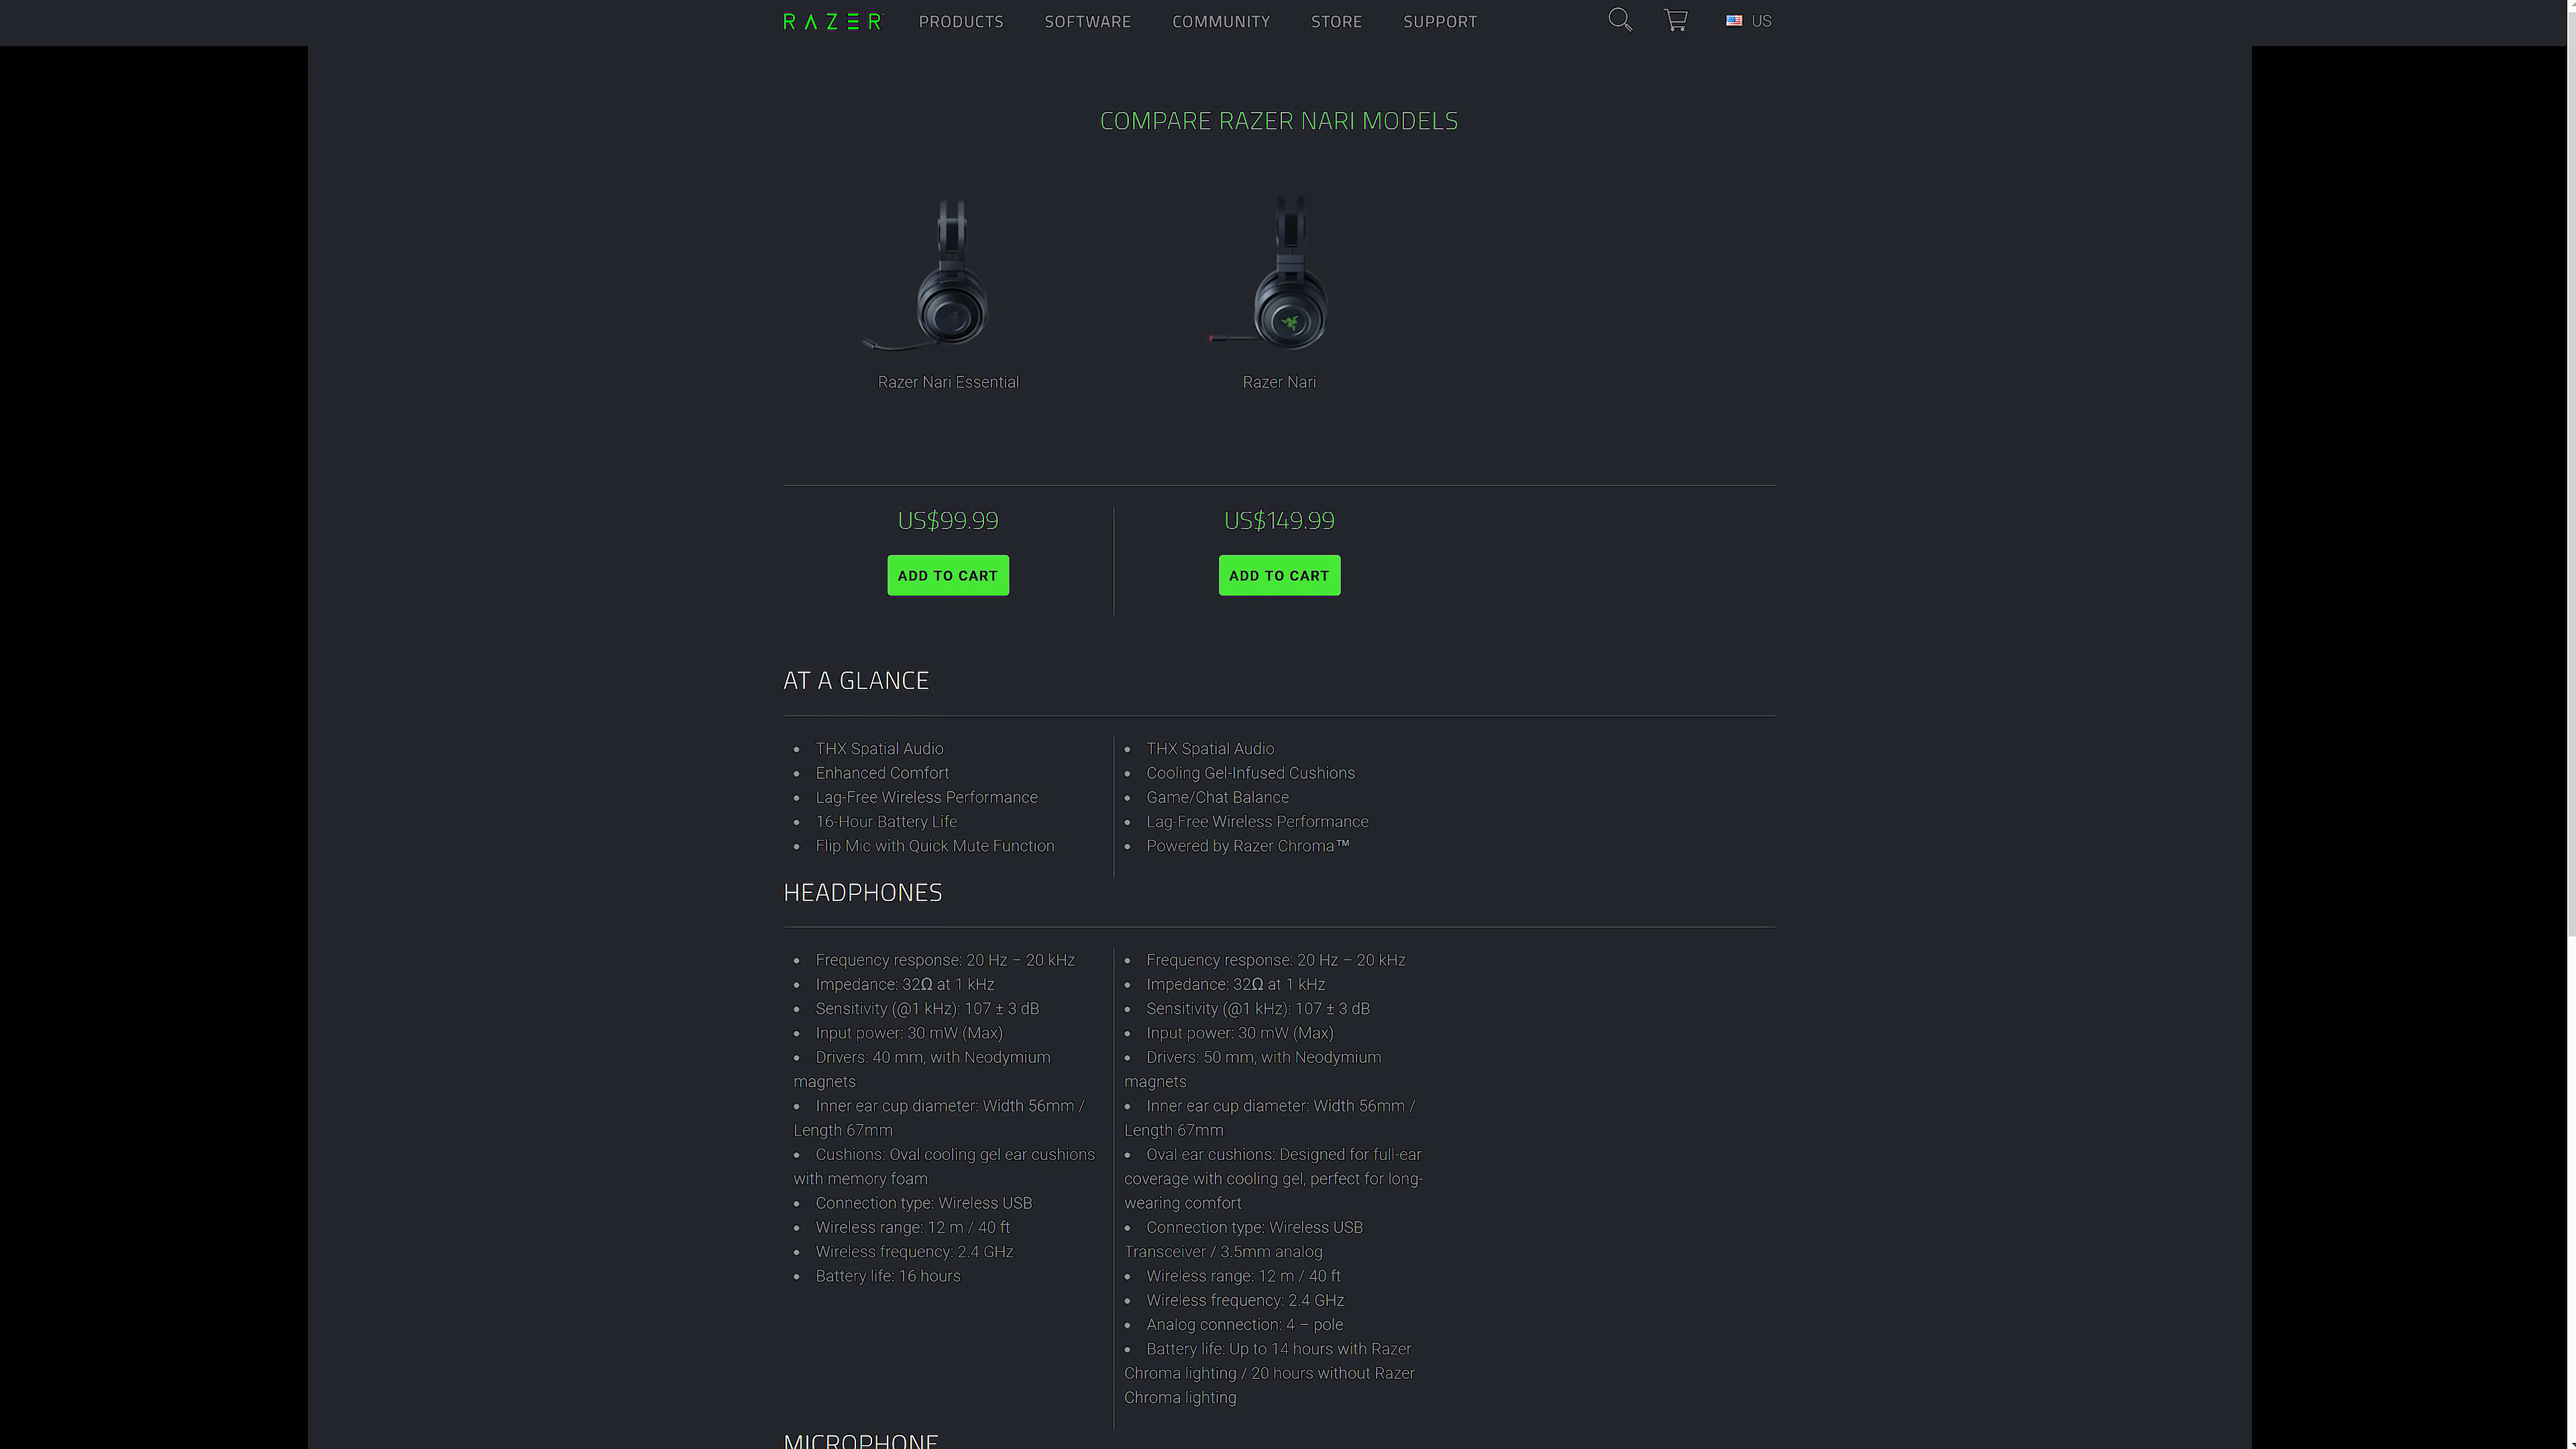 RAZER PRODUCTS SOFTWARE COMMUNITY STORE SUPPORT US
COMPARE RAZER NARI MODELS
Razer Nari Essential
Razer Nari
US$99.99
US$149.99
ADD TO CART
ADD TO CART
AT A GLANCE
• THX Spatial Audio
• Enhanced Comfort
• Lag-Free Wireless Performance
• 16-Hour Battery Life
• Flip Mic with Quick Mute Function
• THX Spatial Audio
• Cooling Gel-Infused Cushions
• Game/Chat Balance
• Lag-Free Wireless Performance
• Powered by Razer Chroma™
HEADPHONES
• Frequency response: 20 Hz – 20 kHz
• Impedance: 32Ω at 1 kHz
• Sensitivity (@1 kHz): 107 ± 3 dB
• Input power: 30 mW (Max)
• Drivers: 40 mm, with Neodymium
magnets
• Inner ear cup diameter: Width 56mm /
Length 67mm
• Cushions: Oval cooling gel ear cushions
with memory foam
• Connection type: Wireless USB
• Wireless range: 12 m / 40 ft
• Wireless frequency: 2.4 GHz
• Battery life: 16 hours
• Frequency response: 20 Hz – 20 kHz
• Impedance: 32Ω at 1 kHz
• Sensitivity (@1 kHz): 107 ± 3 dB
• Input power: 30 mW (Max)
• Drivers: 50 mm, with Neodymium
magnets
• Inner ear cup diameter: Width 56mm /
Length 67mm
• Oval ear cushions: Designed for full-ear
coverage with cooling gel, perfect for long-
wearing comfort
• Connection type: Wireless USB
Transceiver / 3.5mm analog
• Wireless range: 12 m / 40 ft
• Wireless frequency: 2.4 GHz
• Analog connection: 4 – pole
• Battery life: Up to 14 hours with Razer
Chroma lighting / 20 hours without Razer
Chroma lighting
MICROPHONE